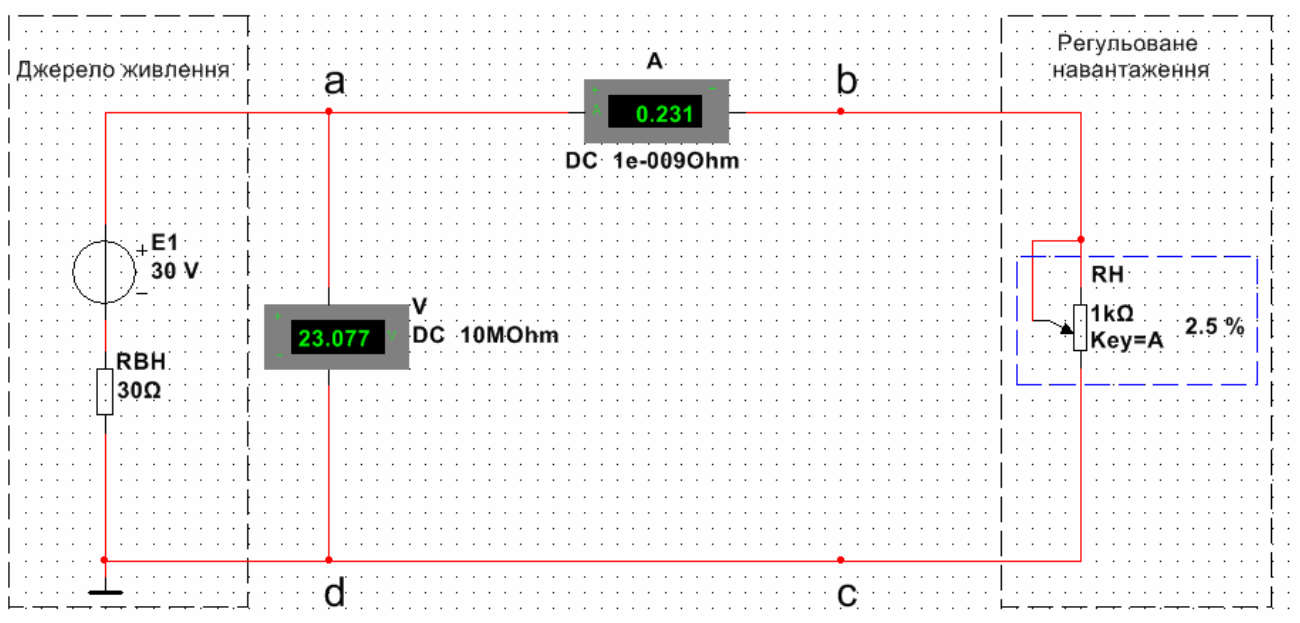 Джерело живлення
a
A
+ −
A 0.231
DC 1e-009Ohm
b
Регульоване
навантаження
+
−
E1
30 V
RBH
30Ω
V
+
23.077 V
−
DC 10MOhm
RH
1kΩ
Key=A
2.5 %
d
c